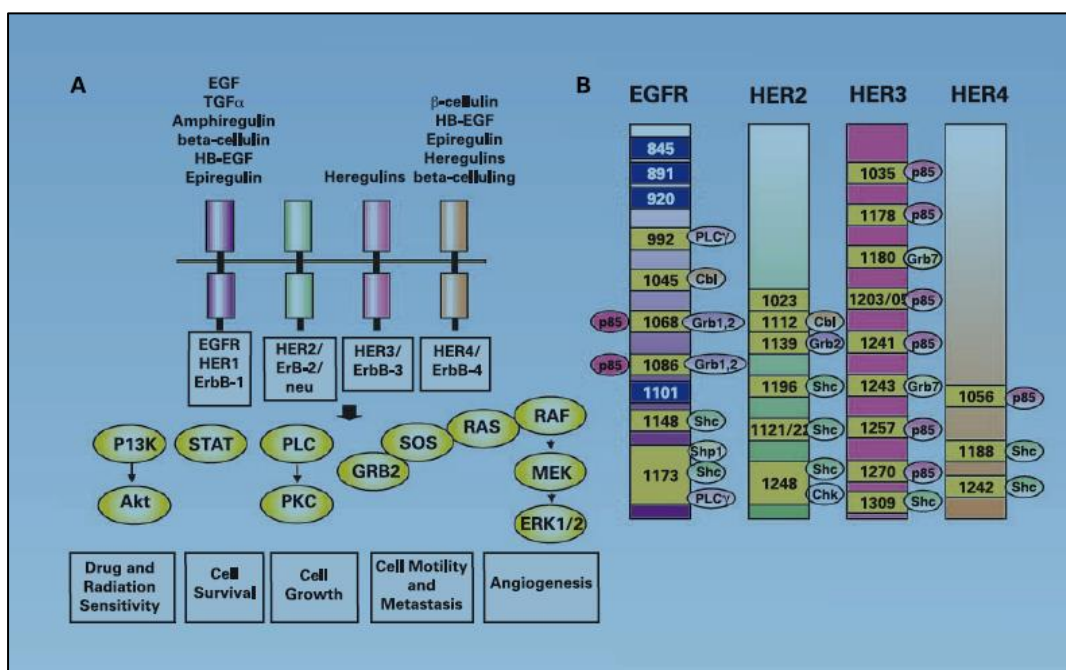 A
EGF
TGFα
Amphiregulin
beta-cellulin
HB-EGF
Epiregulin
Heregulins
β-cellulin
HB-EGF
Epiregulin
Heregulins
beta-celluling
EGFR
HER1
ErbB-1
HER2/
ErB-2/
neu
HER3/
ErbB-3
HER4/
ErbB-4
P13K
Akt
STAT
PLC
PKC
GRB2
SOS
RAS
RAF
MEK
ERK1/2
Drug and
Radiation
Sensitivity
Cell
Survival
Cell
Growth
Cell Motility
and
Metastasis
Angiogenesis
B
EGFR
845
891
920
992 PLCγ
1045 Cbl
p85 1068 Grb1,2
p85 1086 Grb1,2
1101
1148 Shc
1173
Shp1
Shc
PLCγ
HER2
1023
1112 Cbl
1139 Grb2
1196 Shc
1121/22 Shc
1248
Shc
Chk
HER3
1035 p85
1178 p85
1180 Grb7
1203/05 p85
1241 p85
1243 Grb7
1257 p85
1270 p85
1309 Shc
HER4
1056 p85
1188 Shc
1242 Shc